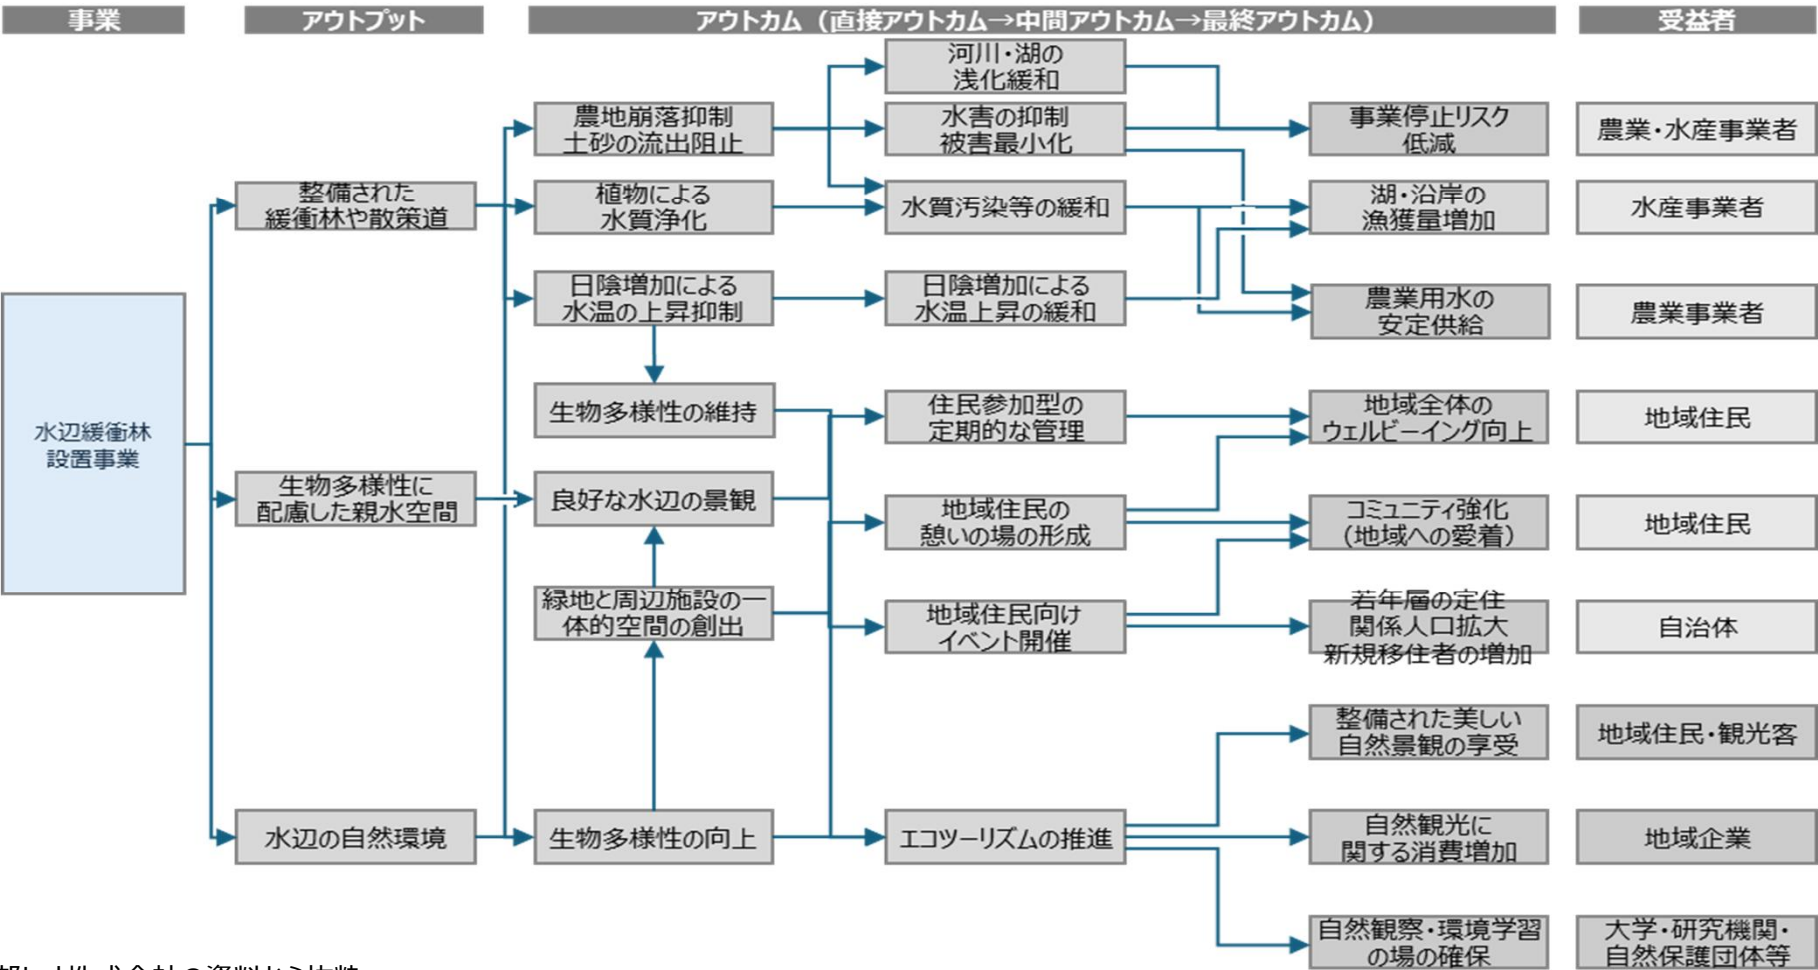 事業
アウトプット
アウトカム（直接アウトカム→中間アウトカム→最終アウトカム）
受益者
水辺緩衝林
設置事業
整備された
緩衝林や散策道
生物多様性に
配慮した親水空間
水辺の自然環境
農地崩落抑制
土砂の流出阻止
植物による
水質浄化
日陰増加による
水温の上昇抑制
生物多様性の維持
良好な水辺の景観
緑地と周辺施設の一
体的空間の創出
生物多様性の向上
河川・湖の
浅化緩和
水害の抑制
被害最小化
水質汚染等の緩和
日陰増加による
水温上昇の緩和
住民参加型の
定期的な管理
地域住民の
憩いの場の形成
地域住民向け
イベント開催
エコツーリズムの推進
事業停止リスク
低減
湖・沿岸の
漁獲量増加
農業用水の
安定供給
地域全体の
ウェルビーイング向上
コミュニティ強化
（地域への愛着）
若年層の定住
関係人口拡大
新規移住者の増加
整備された美しい
自然景観の享受
自然観光に
関する消費増加
自然観察・環境学習
の場の確保
農業・水産事業者
水産事業者
農業事業者
地域住民
地域住民
自治体
地域住民・観光客
地域企業
大学・研究機関・
自然保護団体等